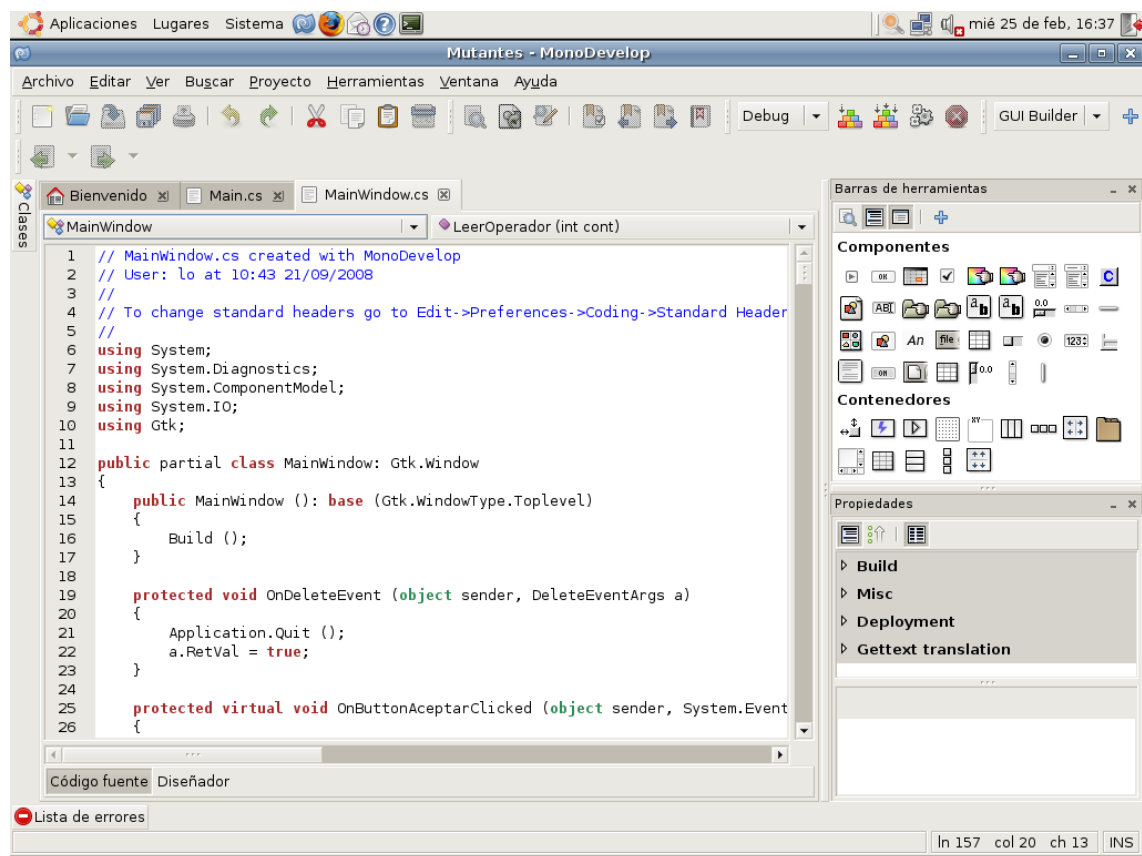 Aplicaciones Lugares Sistema mié 25 de feb, 16:37
Mutantes - MonoDevelop
Archivo Editar Ver Buscar Proyecto Herramientas Ventana Ayuda
Debug GUI Builder
Clases
Bienvenido Main.cs MainWindow.cs
MainWindow LeerOperador (int cont)
1 // MainWindow.cs created with MonoDevelop
2 // User: lo at 10:43 21/09/2008
3 //
4 // To change standard headers go to Edit->Preferences->Coding->Standard Header
5 //
6 using System;
7 using System.Diagnostics;
8 using System.ComponentModel;
9 using System.IO;
10 using Gtk;
11
12 public partial class MainWindow: Gtk.Window
13 {
14 public MainWindow (): base (Gtk.WindowType.Toplevel)
15 {
16 Build ();
17 }
18
19 protected void OnDeleteEvent (object sender, DeleteEventArgs a)
20 {
21 Application.Quit ();
22 a.RetVal = true;
23 }
24
25 protected virtual void OnButtonAceptarClicked (object sender, System.Event
26 {
Código fuente Diseñador
Barras de herramientas
Componentes
Contenedores
Propiedades
Build
Misc
Deployment
Gettext translation
Lista de errores
ln 157 col 20 ch 13 INS